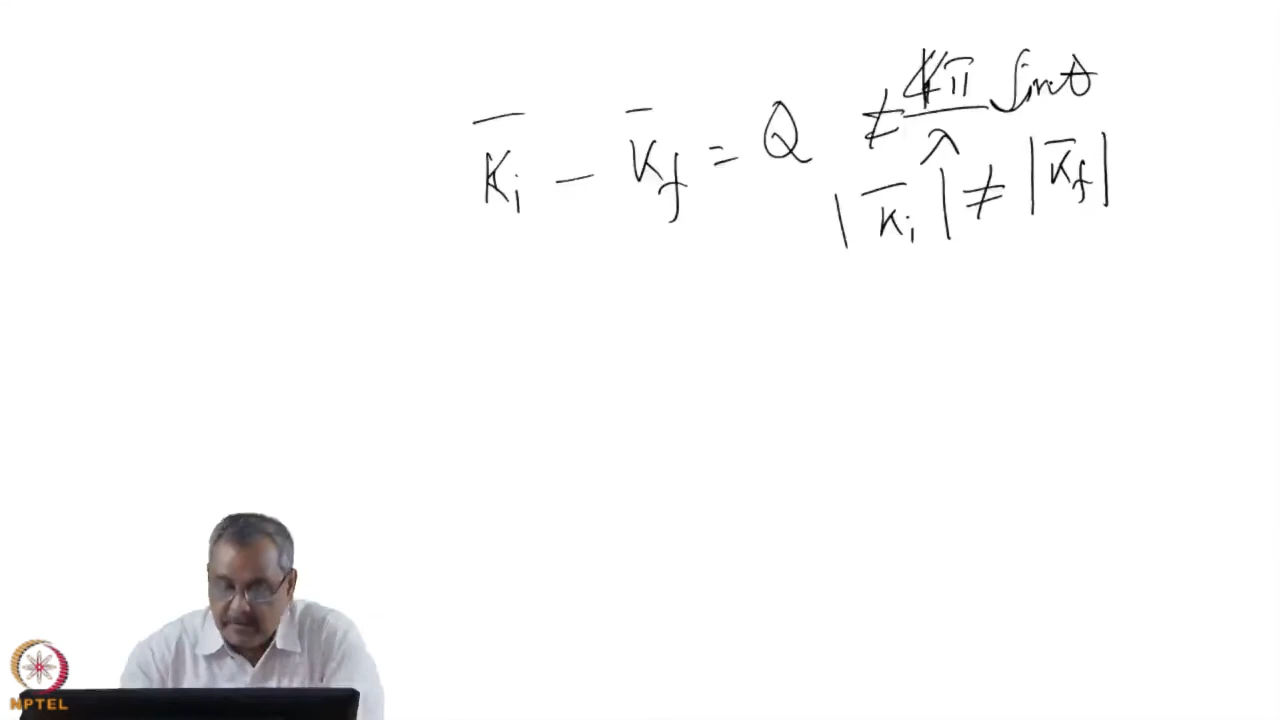 K̄i − K̄f = Q ≠ 4π/λ Sinθ
|K̄i| ≠ |K̄f|
NPTEL